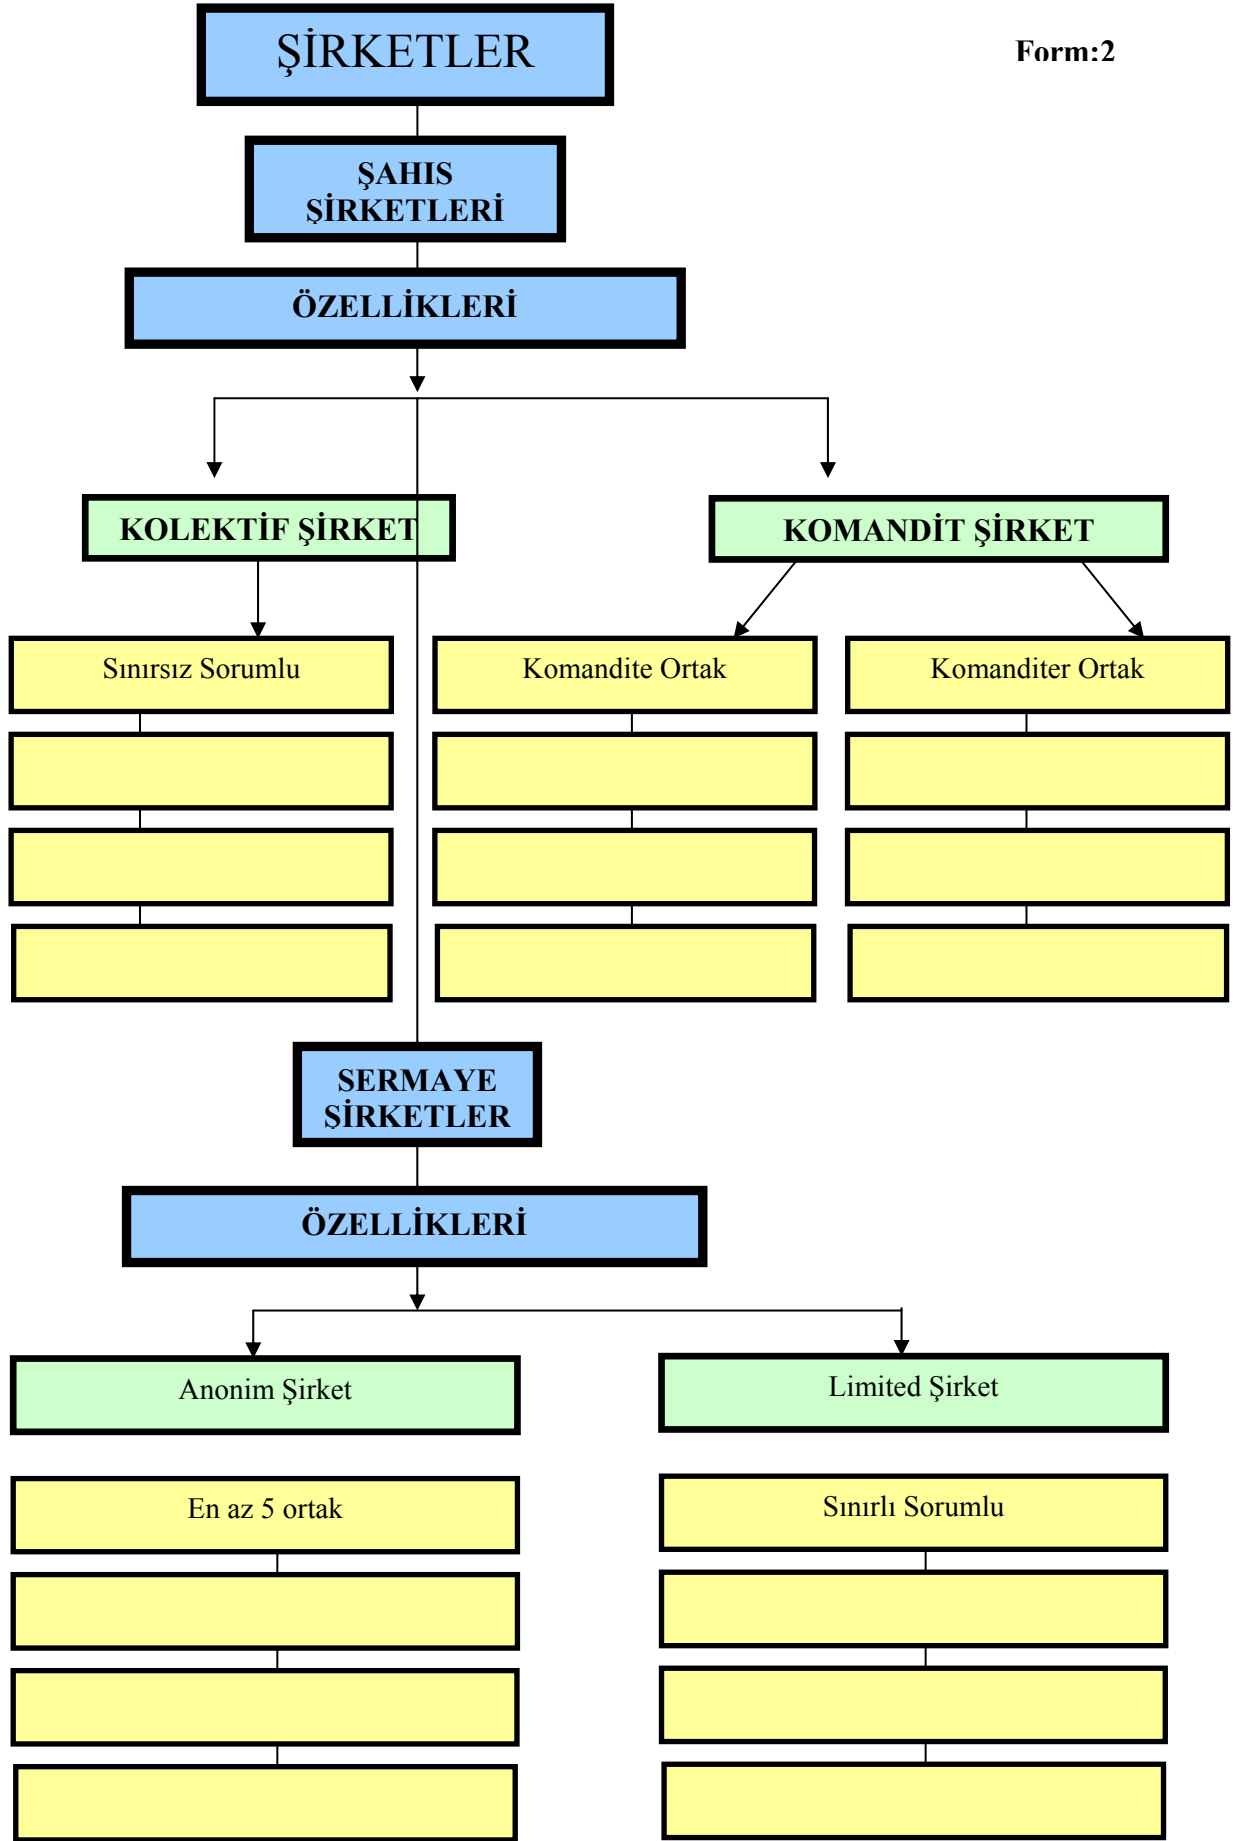 ŞİRKETLER
Form:2
ŞAHIS
ŞİRKETLERİ
ÖZELLİKLERİ
KOLEKTİF ŞİRKET
KOMANDİT ŞİRKET
Sınırsız Sorumlu
Komandite Ortak
Komanditer Ortak
SERMAYE
ŞİRKETLER
ÖZELLİKLERİ
Anonim Şirket
Limited Şirket
En az 5 ortak
Sınırlı Sorumlu